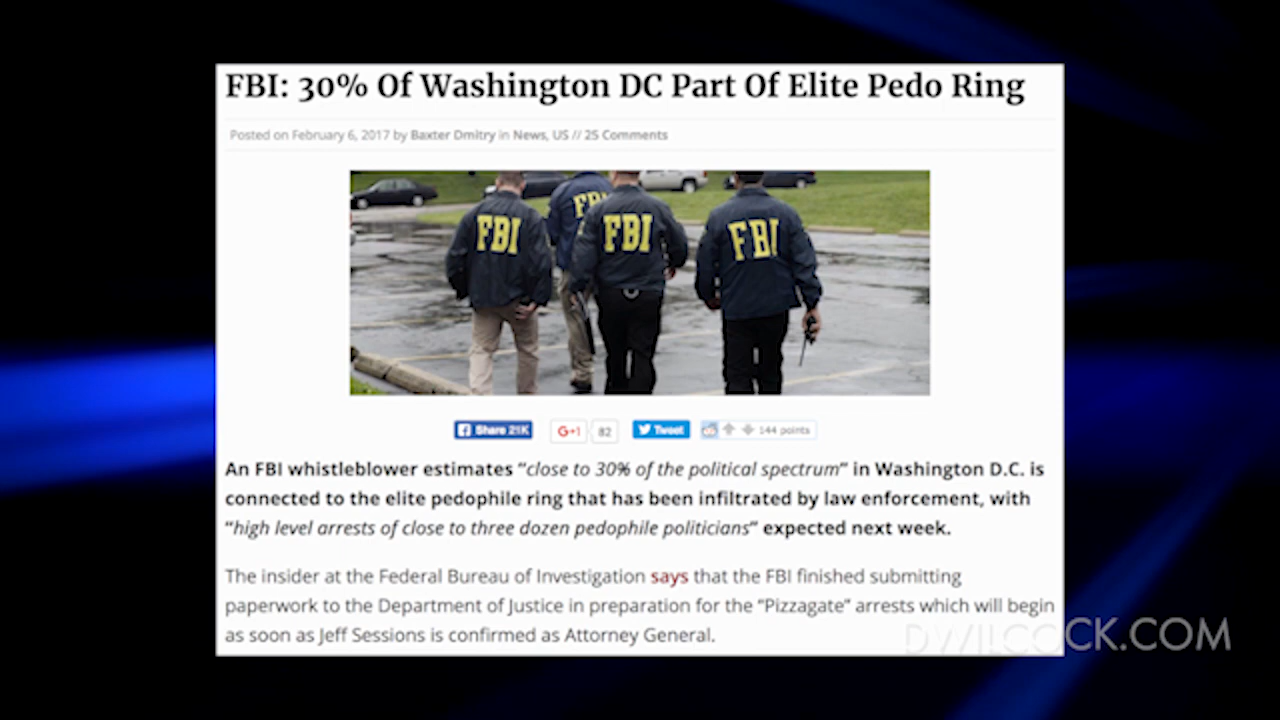 FBI: 30% Of Washington DC Part Of Elite Pedo Ring
Posted on February 6, 2017 by Baxter Dmitry in News, US // 25 Comments
FBI
FBI
FBI
FBI
Share 21K
G+1 82
Tweet
144 points
An FBI whistleblower estimates “close to 30% of the political spectrum” in Washington D.C. is
connected to the elite pedophile ring that has been infiltrated by law enforcement, with
“high level arrests of close to three dozen pedophile politicians” expected next week.
The insider at the Federal Bureau of Investigation says that the FBI finished submitting
paperwork to the Department of Justice in preparation for the “Pizzagate” arrests which will begin
as soon as Jeff Sessions is confirmed as Attorney General.
DWILCOCK.COM